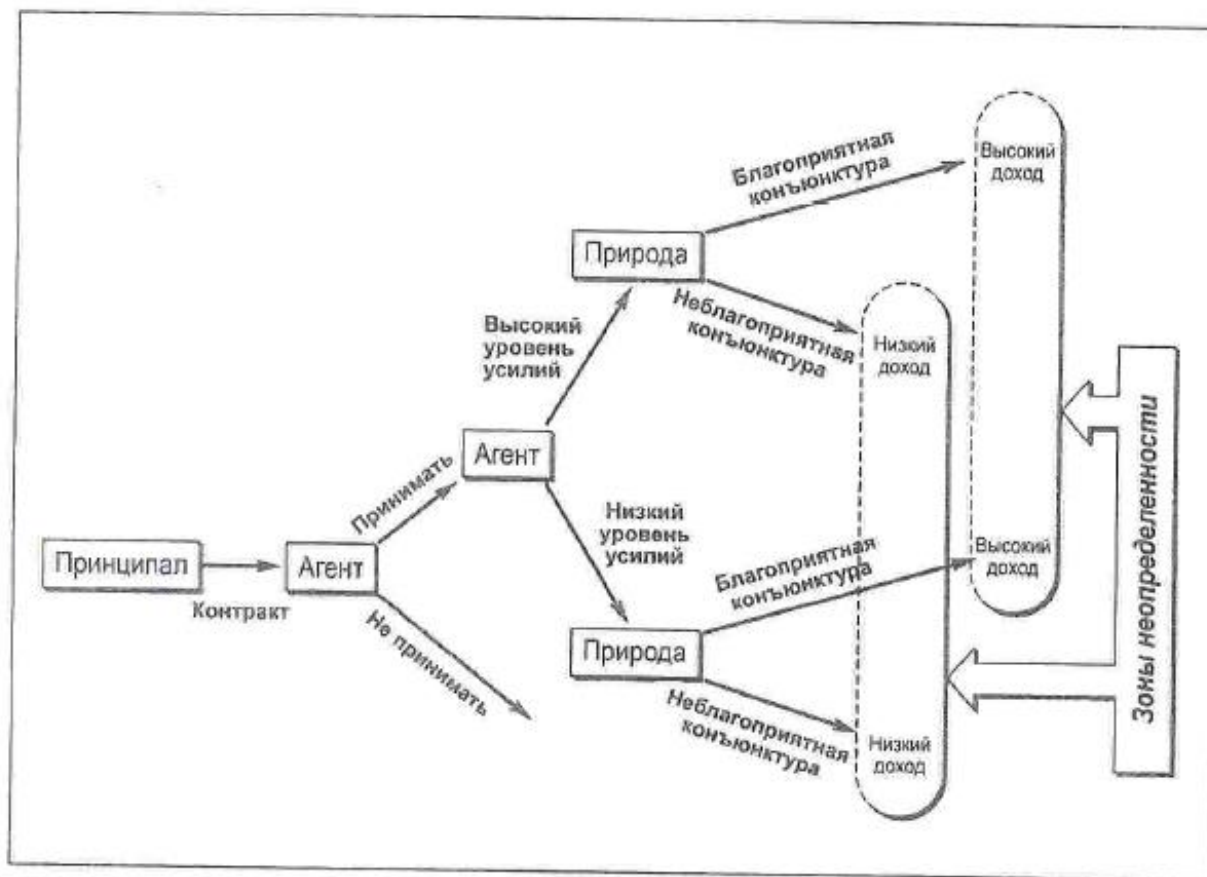 Благоприятная
конъюнктура
Высокий
доход
Природа
Неблагоприятная
конъюнктура
Высокий
уровень
усилий
Низкий
доход
Агент
Принимать
Низкий
уровень
усилий
Принципал
Контракт
Агент
Не принимать
Благоприятная
конъюнктура
Высокий
доход
Природа
Неблагоприятная
конъюнктура
Низкий
доход
Зоны неопределенности